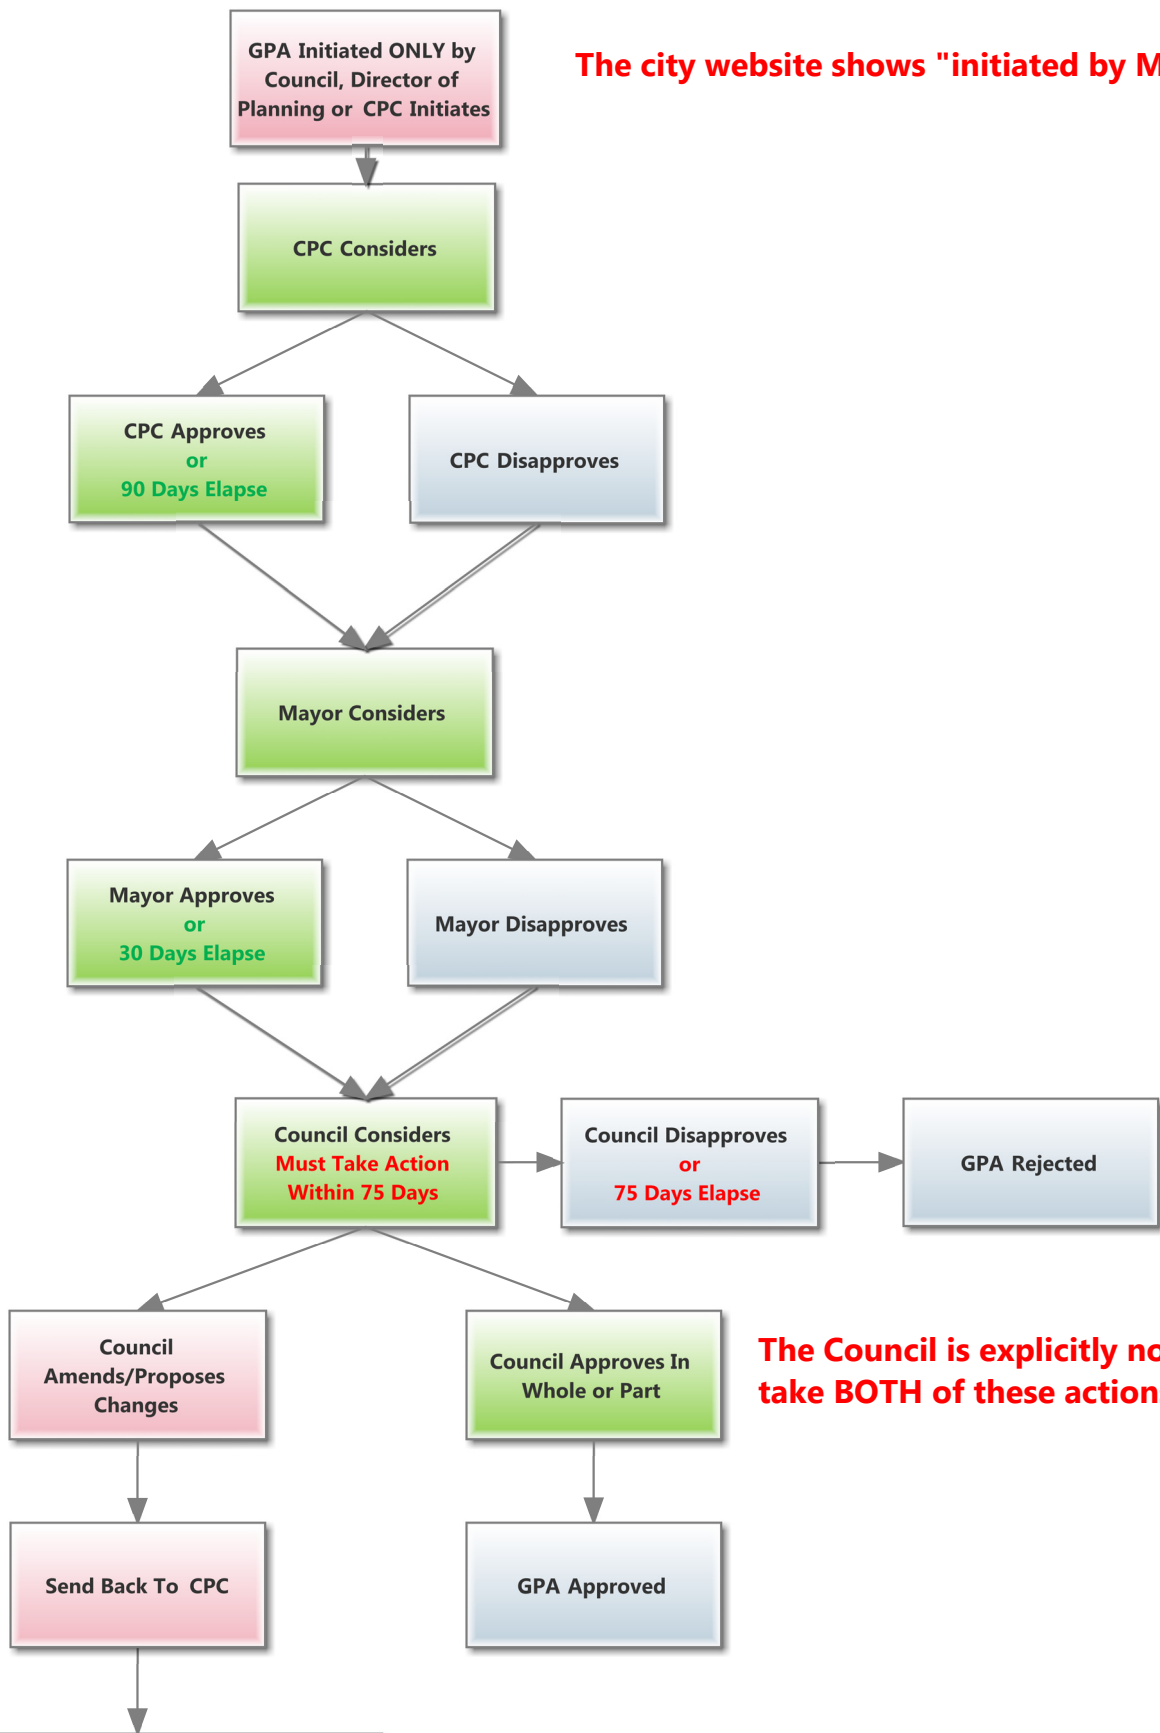 GPA Initiated ONLY by
Council, Director of
Planning or CPC Initiates
The city website shows "initiated by M
CPC Considers
CPC Approves
or
90 Days Elapse
CPC Disapproves
Mayor Considers
Mayor Approves
or
30 Days Elapse
Mayor Disapproves
Council Considers
Must Take Action
Within 75 Days
Council Disapproves
or
75 Days Elapse
GPA Rejected
Council
Amends/Proposes
Changes
Council Approves In
Whole or Part
The Council is explicitly no
take BOTH of these action
Send Back To CPC
GPA Approved